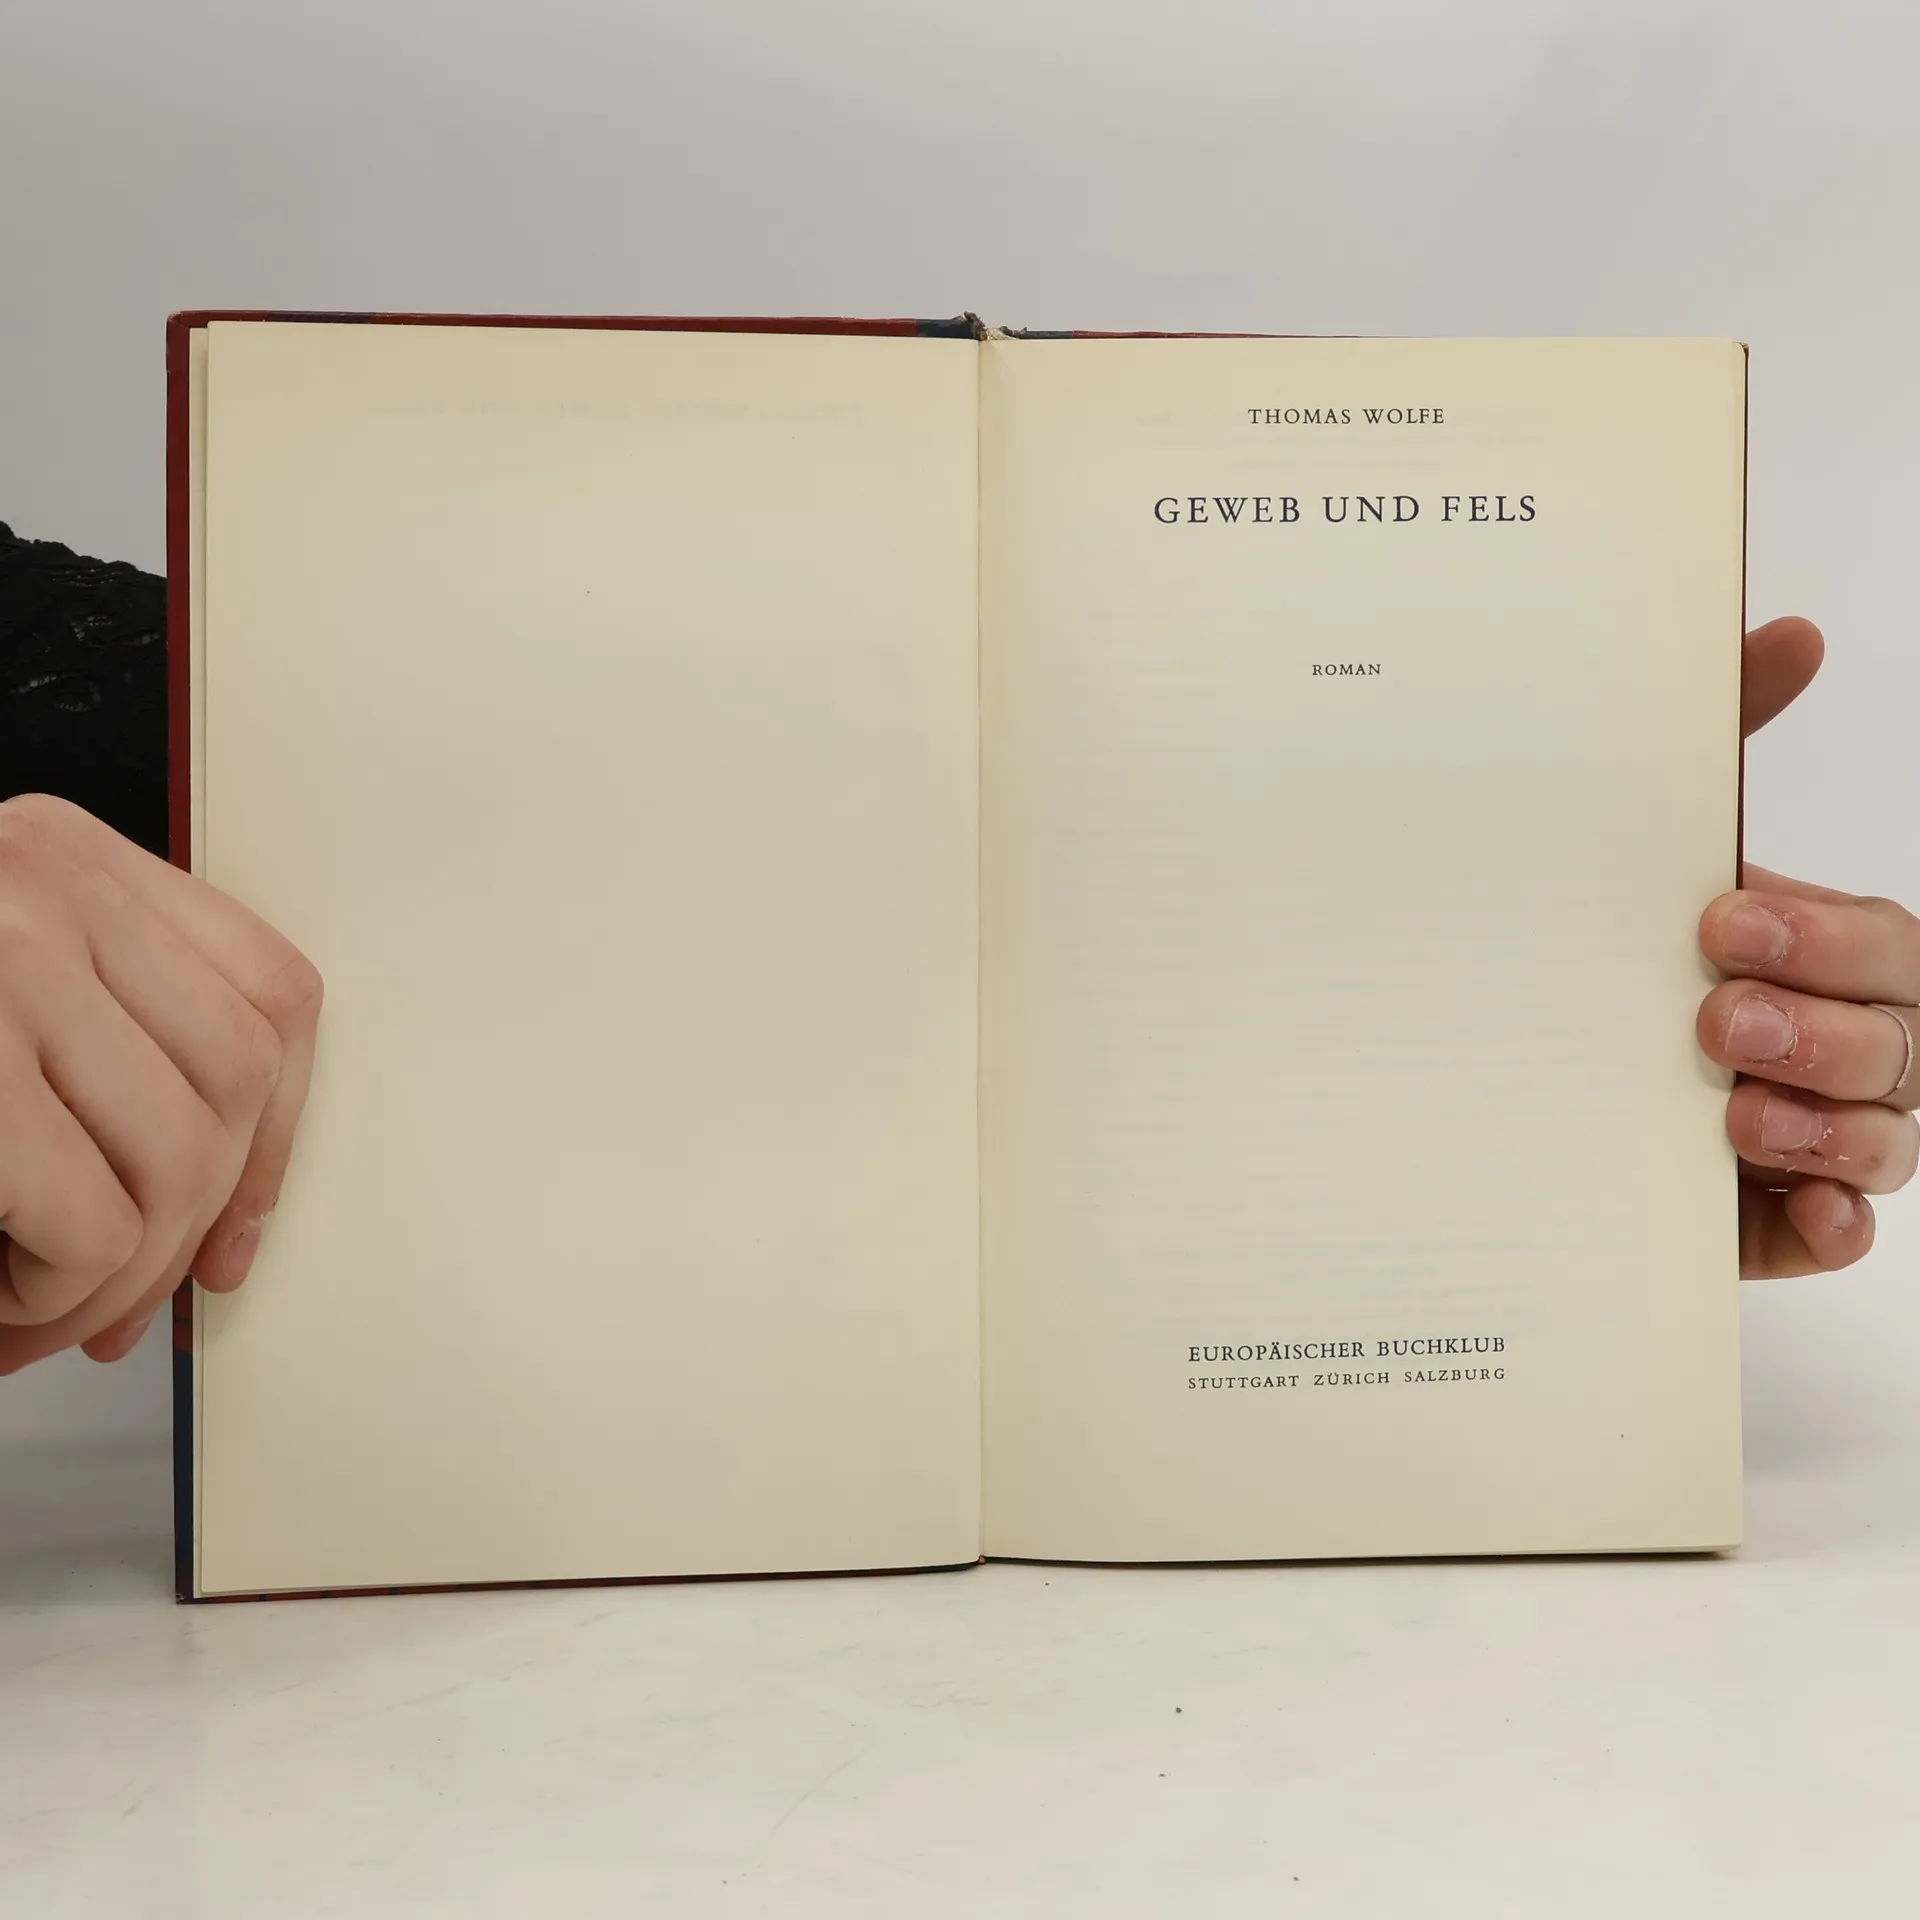 THOMAS WOLFE
GEWEB UND FELS
ROMAN
EUROPÄISCHER BUCHKLUB
STUTTGART ZÜRICH SALZBURG